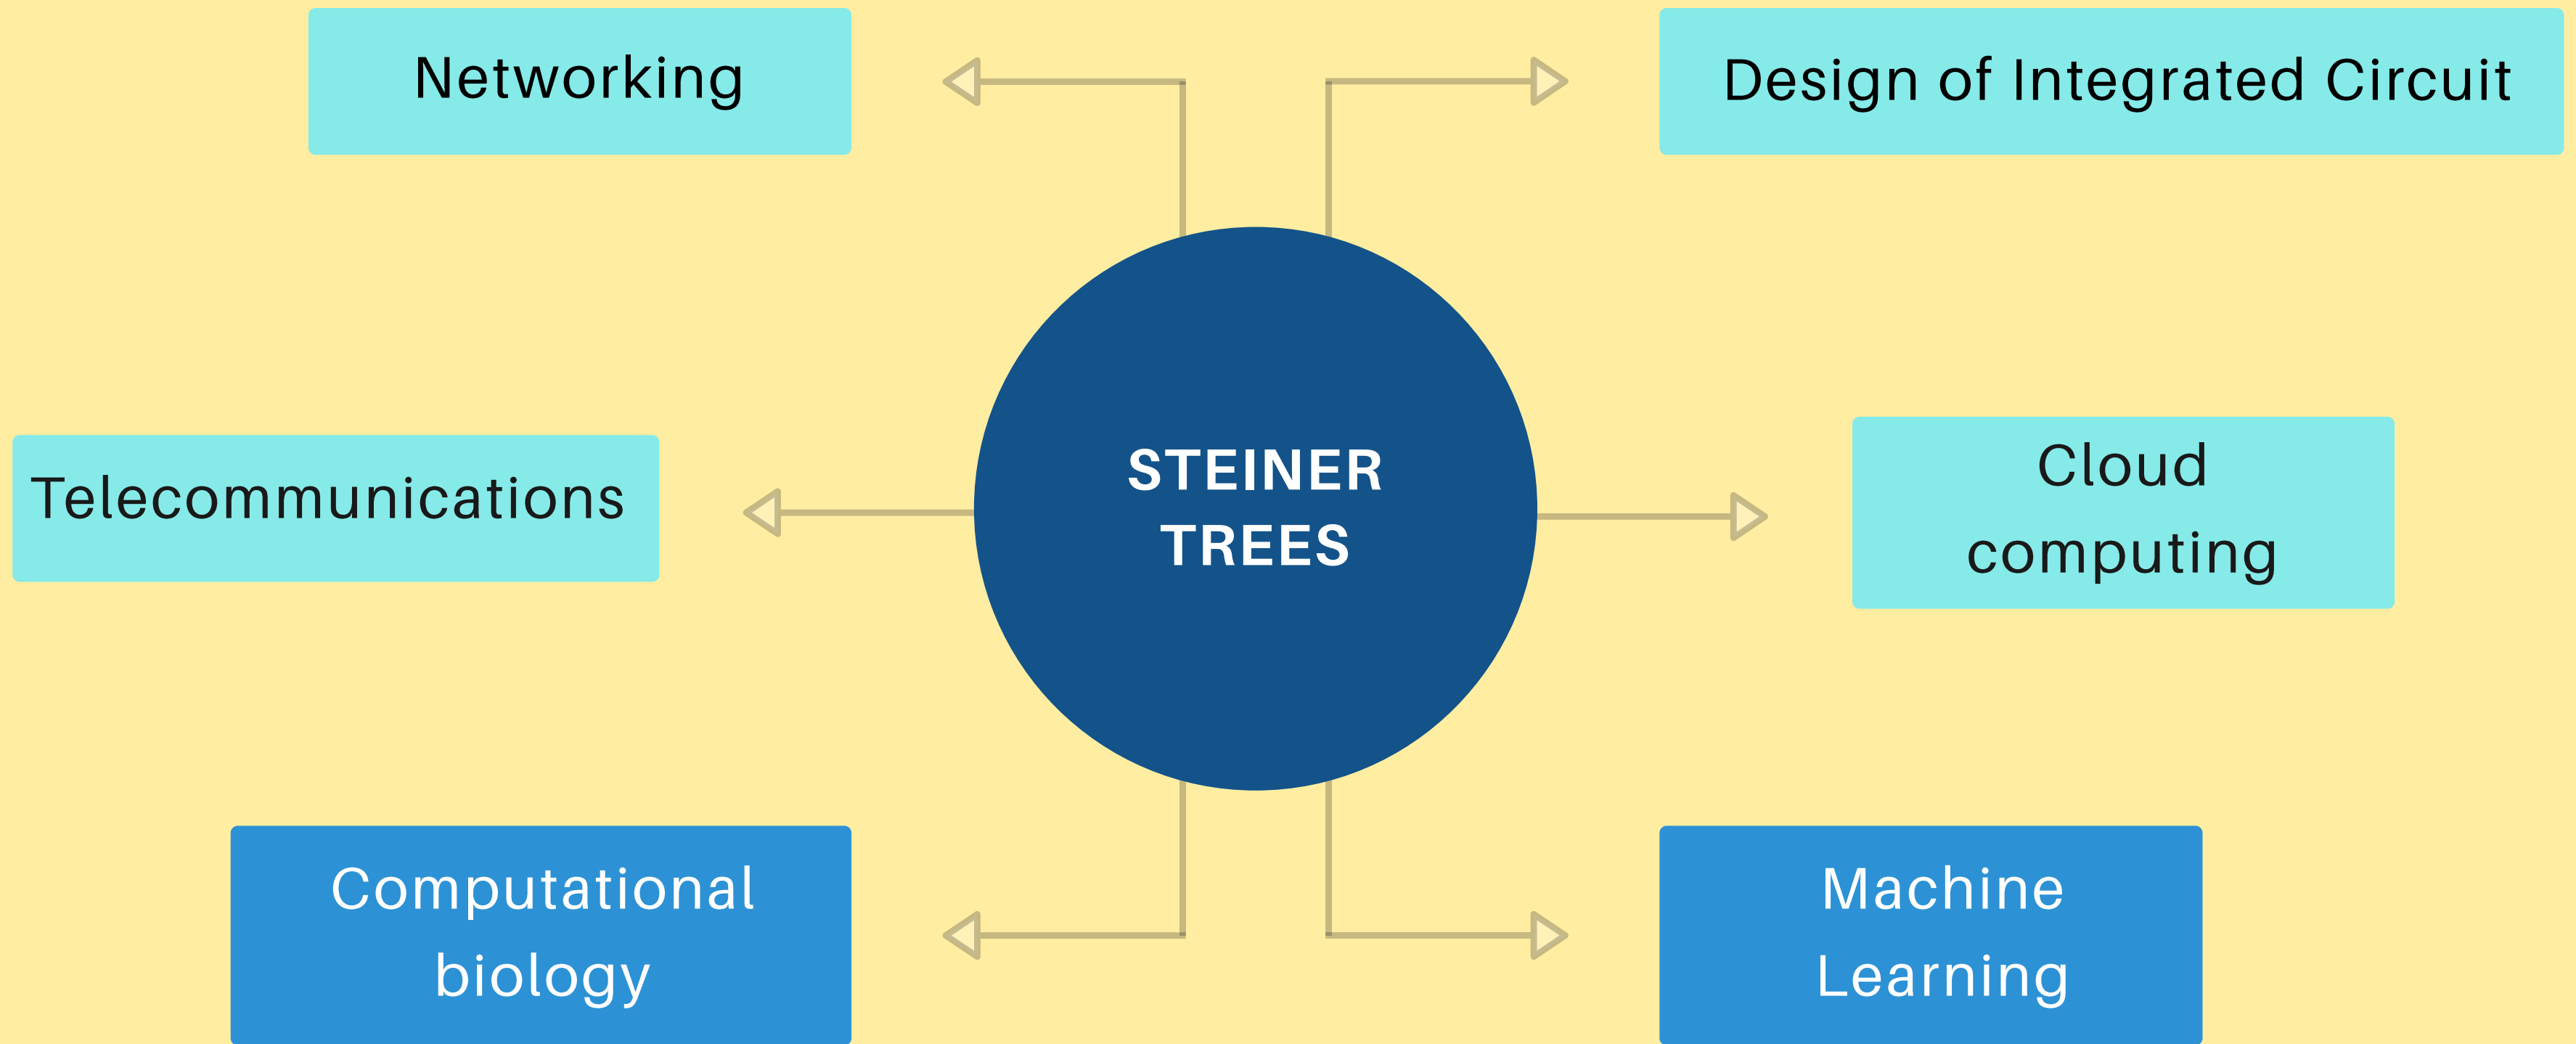 Networking
Design of Integrated Circuit
STEINER
TREES
Telecommunications
Cloud
computing
Computational
biology
Machine
Learning